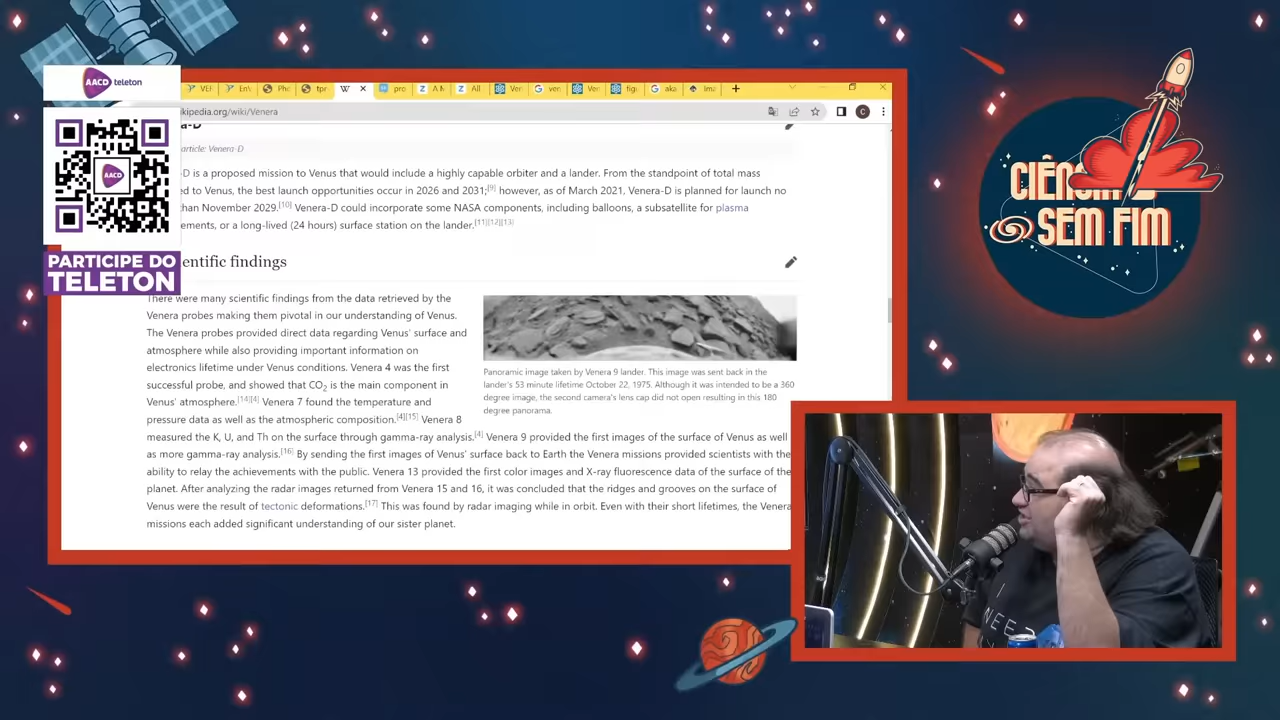 AACD teleton
AACD
PARTICIPE DO
TELETON
kipedia.org/wiki/Venera
a-D
article: Venera-D
-D is a proposed mission to Venus that would include a highly capable orbiter and a lander. From the standpoint of total mass
ed to Venus, the best launch opportunities occur in 2026 and 2031;[9] however, as of March 2021, Venera-D is planned for launch no
than November 2029.[10] Venera-D could incorporate some NASA components, including balloons, a subsatellite for plasma
ements, or a long-lived (24 hours) surface station on the lander.[11][12][13]
entific findings
There were many scientific findings from the data retrieved by the
Venera probes making them pivotal in our understanding of Venus.
The Venera probes provided direct data regarding Venus' surface and
atmosphere while also providing important information on
electronics lifetime under Venus conditions. Venera 4 was the first
successful probe, and showed that CO2 is the main component in
Venus' atmosphere.[14][4] Venera 7 found the temperature and
pressure data as well as the atmospheric composition.[4][15] Venera 8
measured the K, U, and Th on the surface through gamma-ray analysis.[4] Venera 9 provided the first images of the surface of Venus as well
as more gamma-ray analysis.[16] By sending the first images of Venus' surface back to Earth the Venera missions provided scientists with the
ability to relay the achievements with the public. Venera 13 provided the first color images and X-ray fluorescence data of the surface of the
planet. After analyzing the radar images returned from Venera 15 and 16, it was concluded that the ridges and grooves on the surface of
Venus were the result of tectonic deformations.[17] This was found by radar imaging while in orbit. Even with their short lifetimes, the Venera
missions each added significant understanding of our sister planet.
Panoramic image taken by Venera 9 lander. This image was sent back in the
lander's 53 minute lifetime October 22, 1975. Although it was intended to be a 360
degree image, the second camera's lens cap did not open resulting in this 180
degree panorama.
SEM FIM
I
NEED